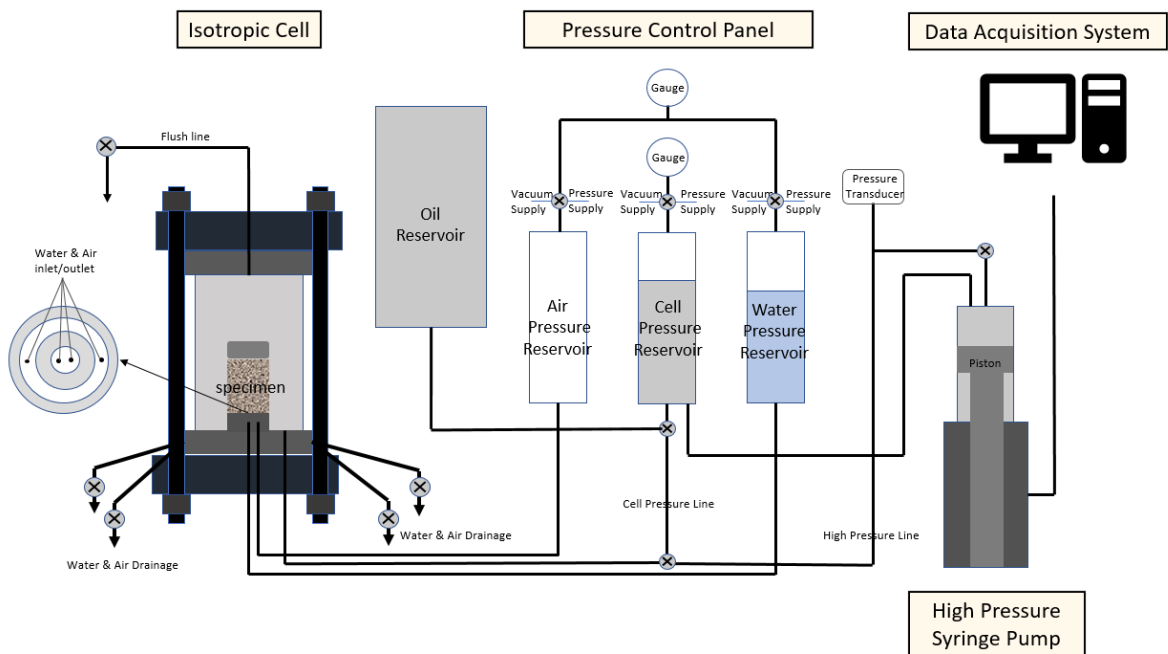 Isotropic Cell
Pressure Control Panel
Data Acquisition System
Gauge
Flush line
Gauge
Pressure
Transducer
Vacuum
Supply
Pressure
Supply
Vacuum
Supply
Pressure
Supply
Vacuum
Supply
Pressure
Supply
Oil
Reservoir
Water & Air
inlet/outlet
Air
Pressure
Reservoir
Cell
Pressure
Reservoir
Water
Pressure
Reservoir
Piston
specimen
Cell Pressure Line
High Pressure Line
Water & Air Drainage
Water & Air Drainage
High Pressure
Syringe Pump